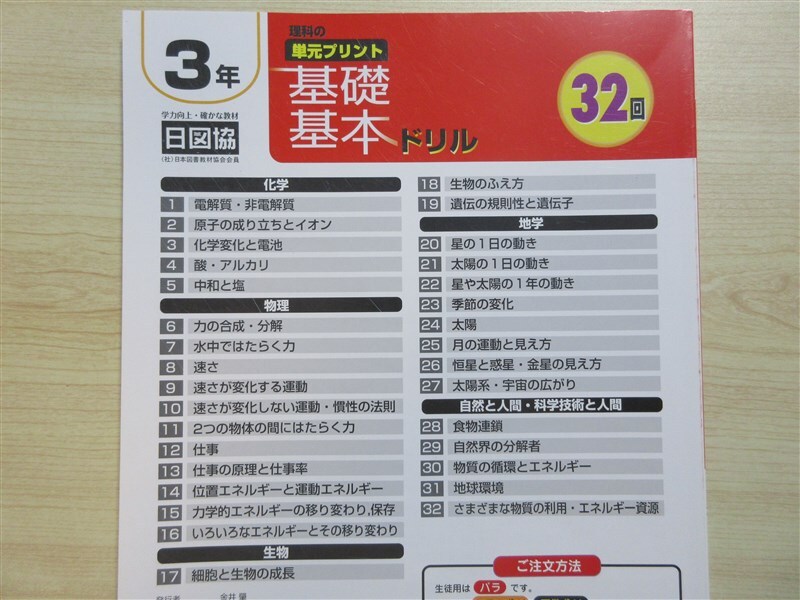 3年
学力向上・確かな教材
日図協
(社)日本図書教材協会会員
理科の
単元プリント
基礎
基本ドリル
32回
化学
1 電解質・非電解質
2 原子の成り立ちとイオン
3 化学変化と電池
4 酸・アルカリ
5 中和と塩
物理
6 力の合成・分解
7 水中ではたらく力
8 速さ
9 速さが変化する運動
10 速さが変化しない運動・慣性の法則
11 2つの物体の間にはたらく力
12 仕事
13 仕事の原理と仕事率
14 位置エネルギーと運動エネルギー
15 力学的エネルギーの移り変わり,保存
16 いろいろなエネルギーとその移り変わり
生物
17 細胞と生物の成長
18 生物のふえ方
19 遺伝の規則性と遺伝子
地学
20 星の1日の動き
21 太陽の1日の動き
22 星や太陽の1年の動き
23 季節の変化
24 太陽
25 月の運動と見え方
26 恒星と惑星・金星の見え方
27 太陽系・宇宙の広がり
自然と人間・科学技術と人間
28 食物連鎖
29 自然界の分解者
30 物質の循環とエネルギー
31 地球環境
32 さまざまな物質の利用・エネルギー資源
ご注文方法
生徒用は バラ です。